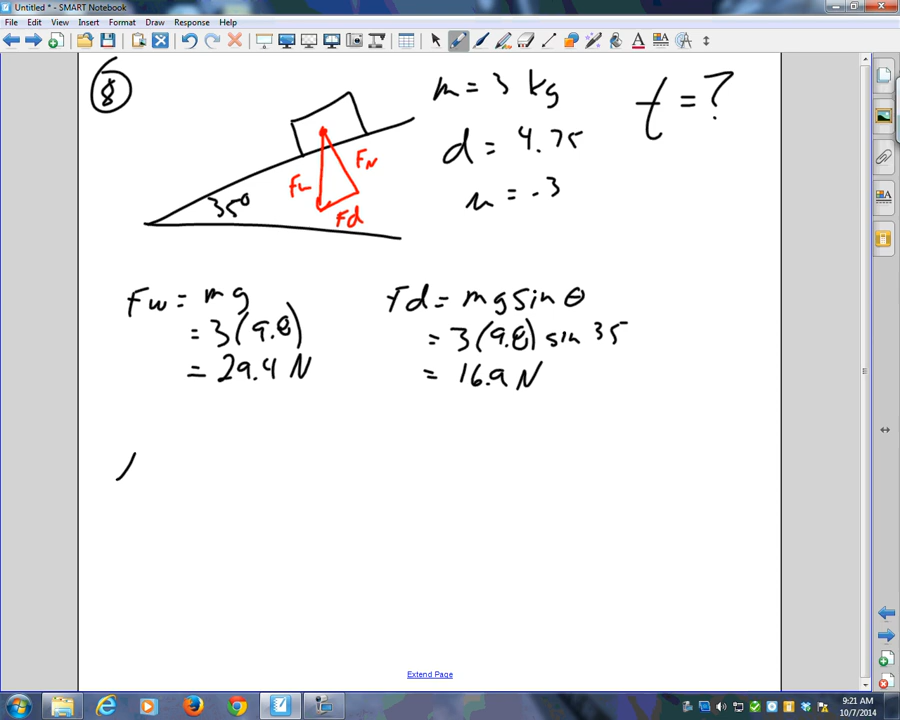 Untitled * - SMART Notebook
File Edit View Insert Format Draw Response Help
8
m = 3 kg
t = ?
d = 4.75
u = .3
35°
Fw
FN
Fd
Fw = mg
= 3(9.8)
= 29.4 N
Fd = mg sin θ
= 3(9.8) sin 35
= 16.9 N
Extend Page
9:21 AM
10/7/2014